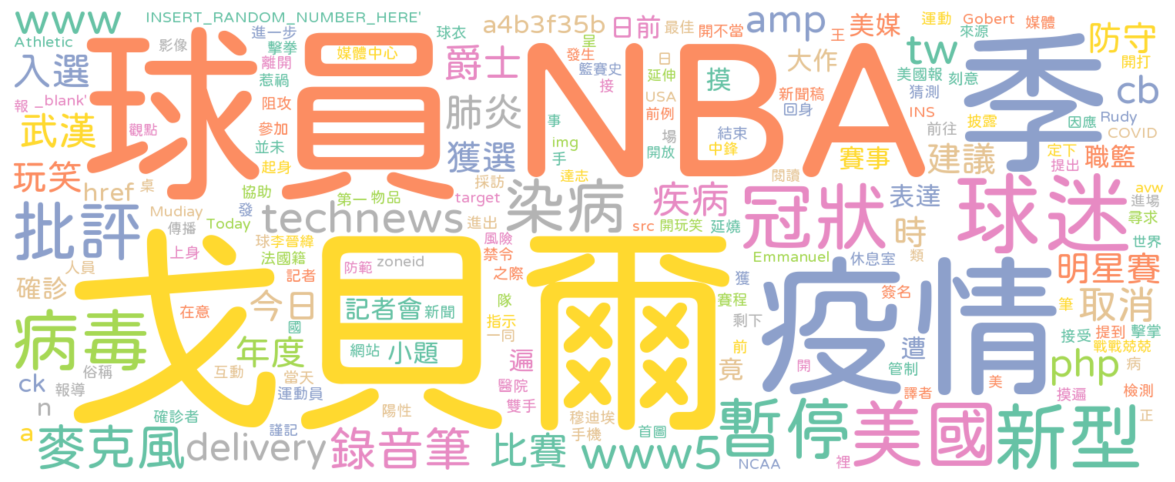 www INSERT_RANDOM_NUMBER_HERE' a4b3f35b 日前 最佳 amp 王 美媒 運動 Gobert 來源 媒體
Athletic 影像 進一步 球衣 呈 開不當 防守
擊拳 媒體中心 發生 大作 tw 開打
入選 離開 爵士 籃賽史 日 摸 美國報 刻意
惹禍 接 延伸 新聞稿 猜測 cb
報 _blank' 球員 NBA 季
阻攻 肺炎 USA 回身 INS 披露 因應 Rudy
武漢 觀點 參加 事 前例 場 結束 前往 COVID
並未 獲選 img 開放 中鋒 賽事 建議 定下 職籃
玩笑 起身 手 提出
href 桌 協助 第一 物品 採訪 達志 閱讀 表達 avw
批評 Mudiay 發 technews target 染病 疾病 冠狀 球迷 進場
傳播 Today 進出 src 開玩笑 延燒 時 尋求
上身 球 李晉緯 風險 Emmanuel 休息室 類 世界
人員 法國籍 防範 zoneid 禁令 獲 明星賽
確診 記者 之際 疫情
戈貝爾 簽名 筆 取消
今日 記者會 新聞 隊 賽程
在意 國 指示 剩下 接受 提到 擊掌
病毒 年度 網站 小題 一同 前 遭 戰戰兢兢
遍 竟 管制 php 病
ck 俗稱 互動 當天 醫院 開 美 檢測
報導 運動員 雙手 譯者 摸遍
n 確診者 陽性 穆迪埃 暫停 美國 新型 正
a 謹記 手機 首圖
麥克風 delivery 錄音筆 比賽 www5 NCAA 裡